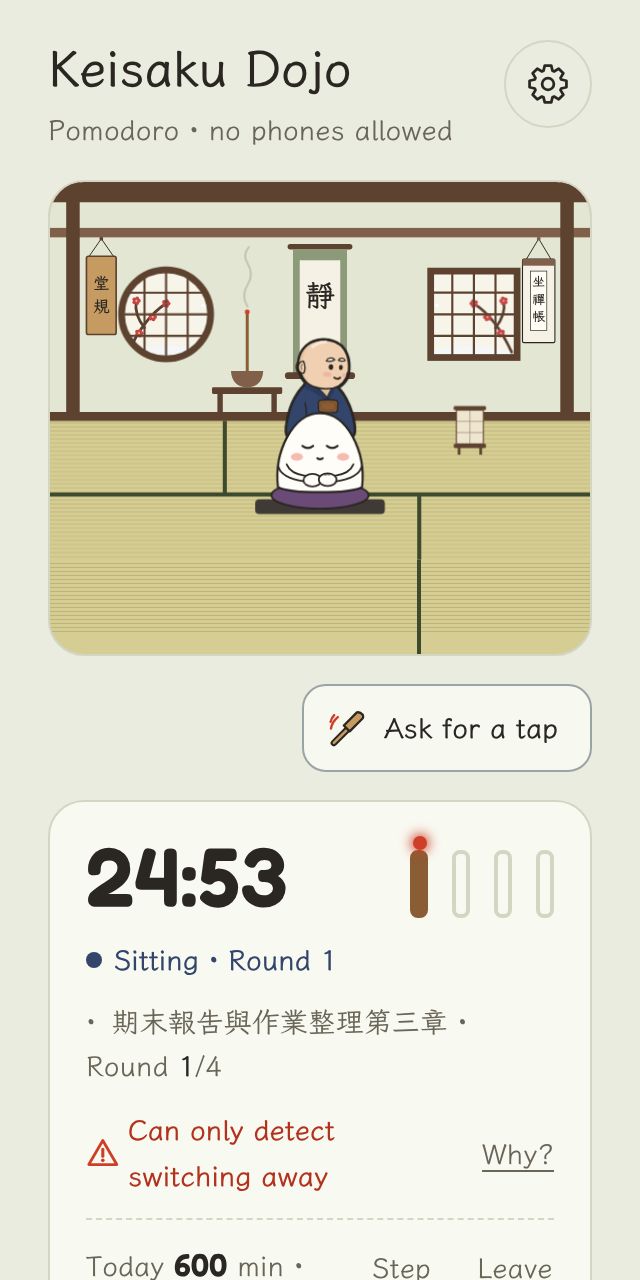 Keisaku Dojo
Pomodoro • no phones allowed
堂規
靜
坐禪帳
Ask for a tap
24:53
Sitting • Round 1
• 期末報告與作業整理第三章 •
Round 1/4
Can only detect
switching away
Why?
Today 600 min •
Step
Leave